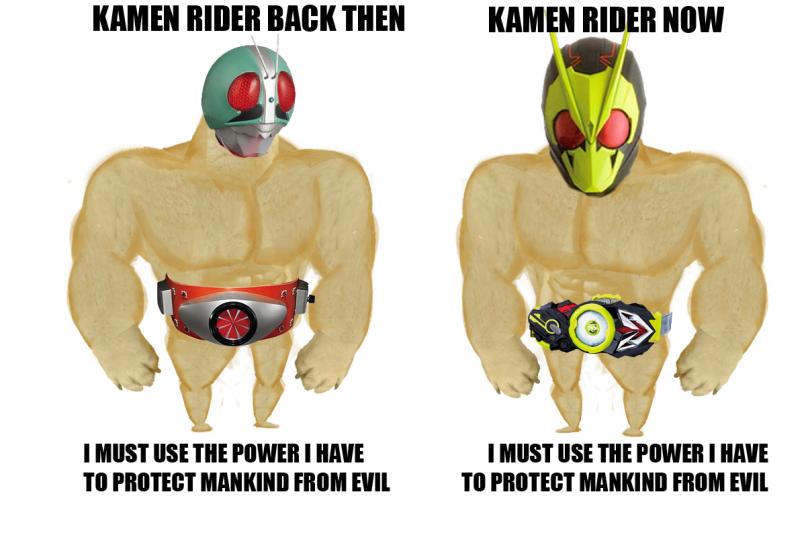 KAMEN RIDER BACK THEN
KAMEN RIDER NOW
I MUST USE THE POWER I HAVE
TO PROTECT MANKIND FROM EVIL
I MUST USE THE POWER I HAVE
TO PROTECT MANKIND FROM EVIL